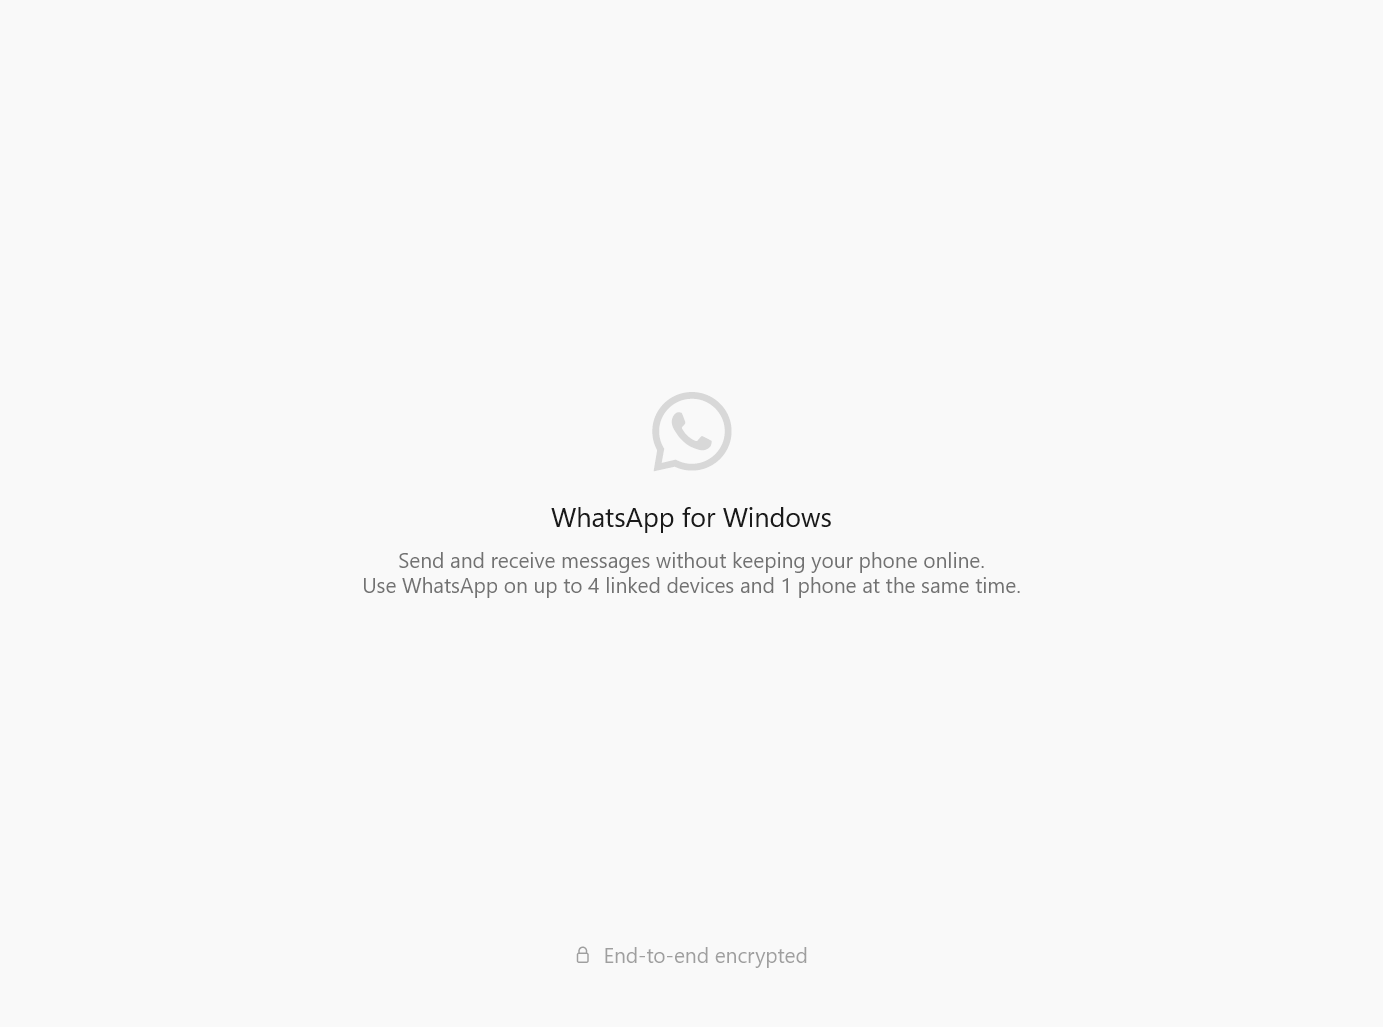 WhatsApp for Windows
Send and receive messages without keeping your phone online.
Use WhatsApp on up to 4 linked devices and 1 phone at the same time.
End-to-end encrypted